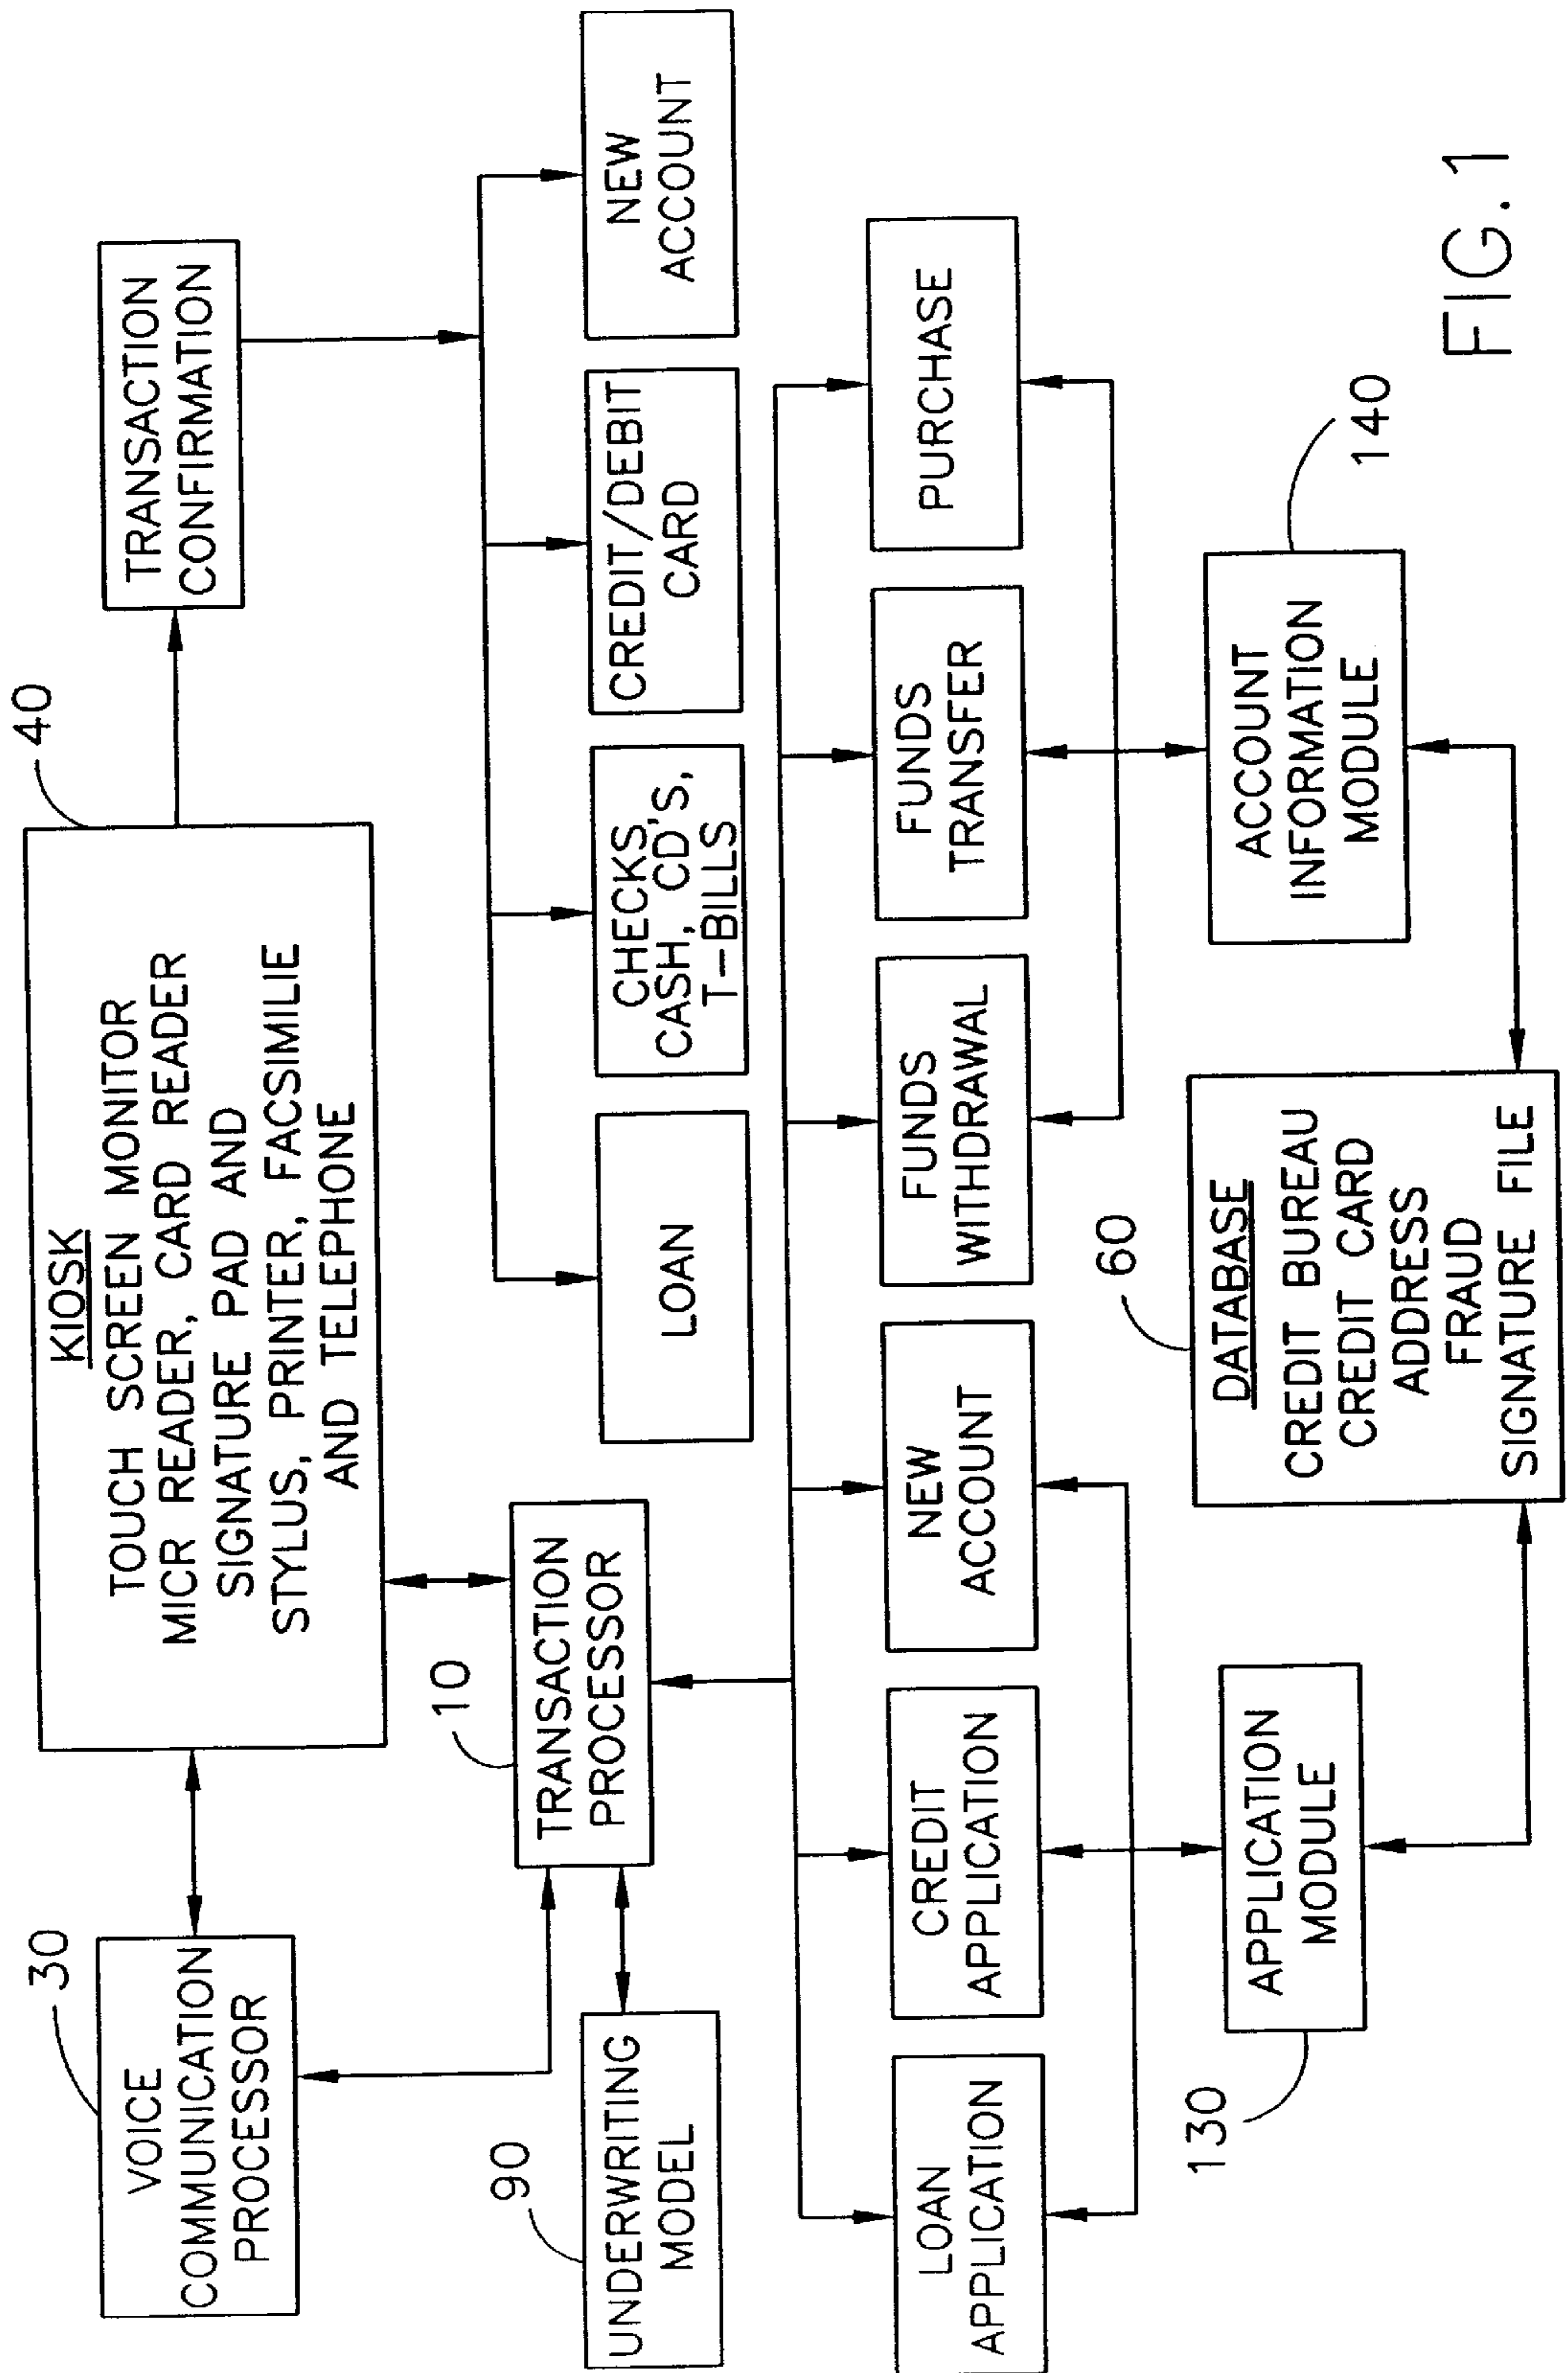 30
VOICE
COMMUNICATION
PROCESSOR
KIOSK
TOUCH SCREEN MONITOR
MICR READER, CARD READER
SIGNATURE PAD AND
STYLUS, PRINTER, FACSIMILIE
AND TELEPHONE
40
TRANSACTION
CONFIRMATION
90
UNDERWRITING
MODEL
10
TRANSACTION
PROCESSOR
LOAN
CHECKS,
CASH, CD'S,
T-BILLS
CREDIT/DEBIT
CARD
NEW
ACCOUNT
LOAN
APPLICATION
CREDIT
APPLICATION
NEW
ACCOUNT
FUNDS
WITHDRAWAL
FUNDS
TRANSFER
PURCHASE
130
APPLICATION
MODULE
60
DATABASE
CREDIT BUREAU
CREDIT CARD
ADDRESS
FRAUD
SIGNATURE FILE
ACCOUNT
INFORMATION
MODULE
140
FIG. 1